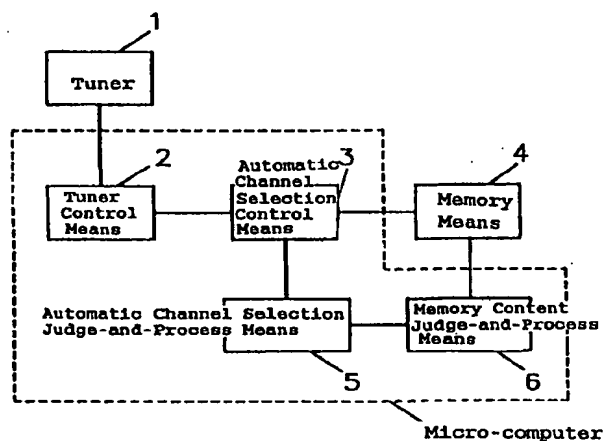 1
Tuner
2
Tuner
Control
Means
Automatic
Channel
Selection
Control
Means
3
4
Memory
Means
Automatic Channel Selection
Judge-and-Process Means
5
Memory Content
Judge-and-Process
Means
6
Micro-computer